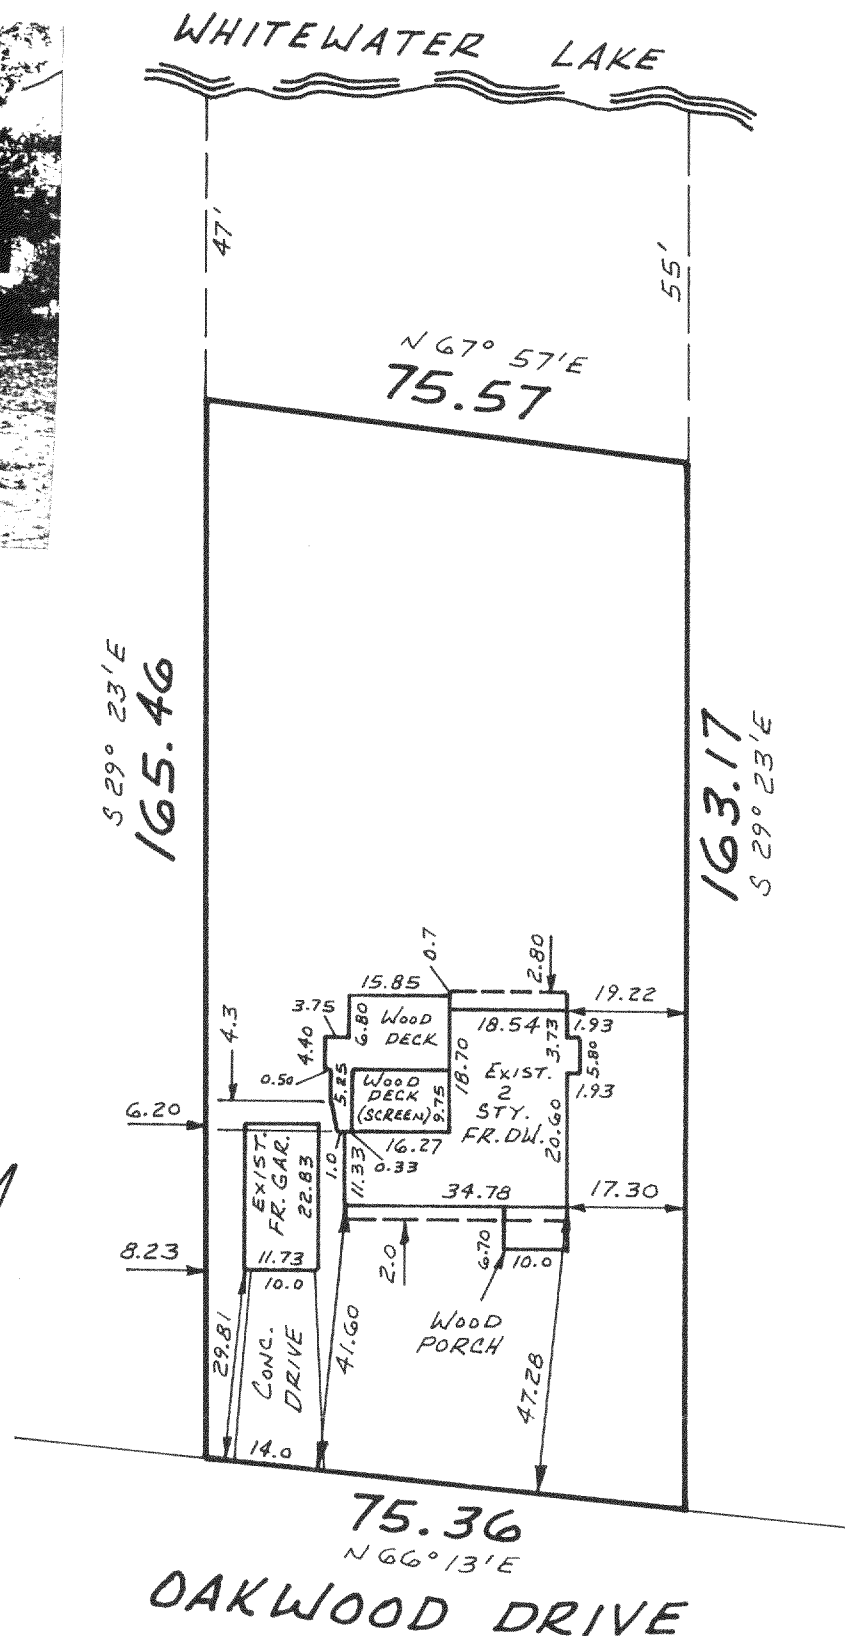 WHITEWATER LAKE
47'
55'
N 67° 57' E
75.57
S 29° 23' E
165.46
163.17
S 29° 23' E
0.7
2.80
15.85
19.22
4.3
3.75
6.80
WOOD
DECK
18.54
3.73
1.93
4.40
5.80
0.50
5.25
WOOD
DECK
(SCREEN)
9.75
18.70
EXIST.
2
STY.
FR. DW.
20.60
1.93
6.20
EXIST.
FR. GAR.
22.83
1.0
11.33
16.27
0.33
34.78
17.30
8.23
11.73
10.0
2.0
6.70
10.0
29.81
CONC.
DRIVE
41.60
WOOD
PORCH
47.28
14.0
75.36
N 66° 13' E
OAKWOOD DRIVE